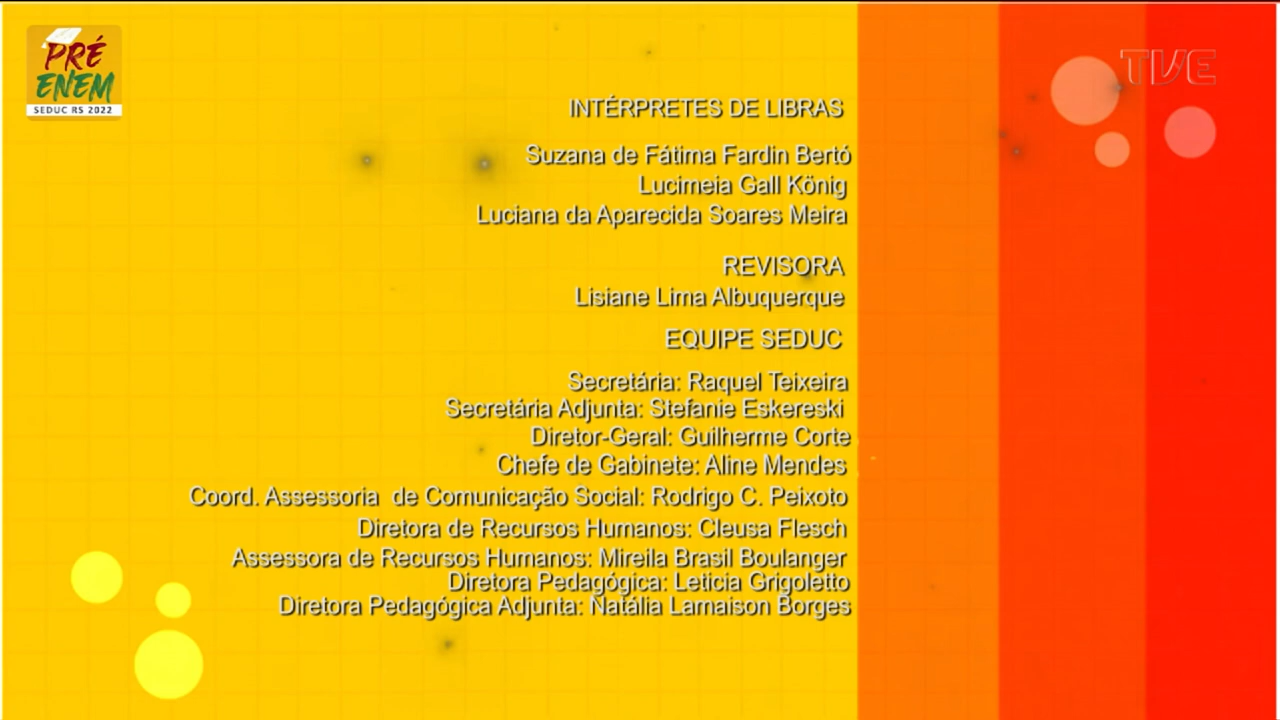 PRÉ
ENEM
SEDUC RS 2022
TVE
INTÉRPRETES DE LIBRAS
Suzana de Fátima Fardin Bertó
Lucimeia Gall König
Luciana da Aparecida Soares Meira
REVISORA
Lisiane Lima Albuquerque
EQUIPE SEDUC
Secretária: Raquel Teixeira
Secretária Adjunta: Stefanie Eskereski
Diretor-Geral: Guilherme Corte
Chefe de Gabinete: Aline Mendes
Coord. Assessoria de Comunicação Social: Rodrigo C. Peixoto
Diretora de Recursos Humanos: Cleusa Flesch
Assessora de Recursos Humanos: Mireila Brasil Boulanger
Diretora Pedagógica: Leticia Grigoletto
Diretora Pedagógica Adjunta: Natália Lamaison Borges